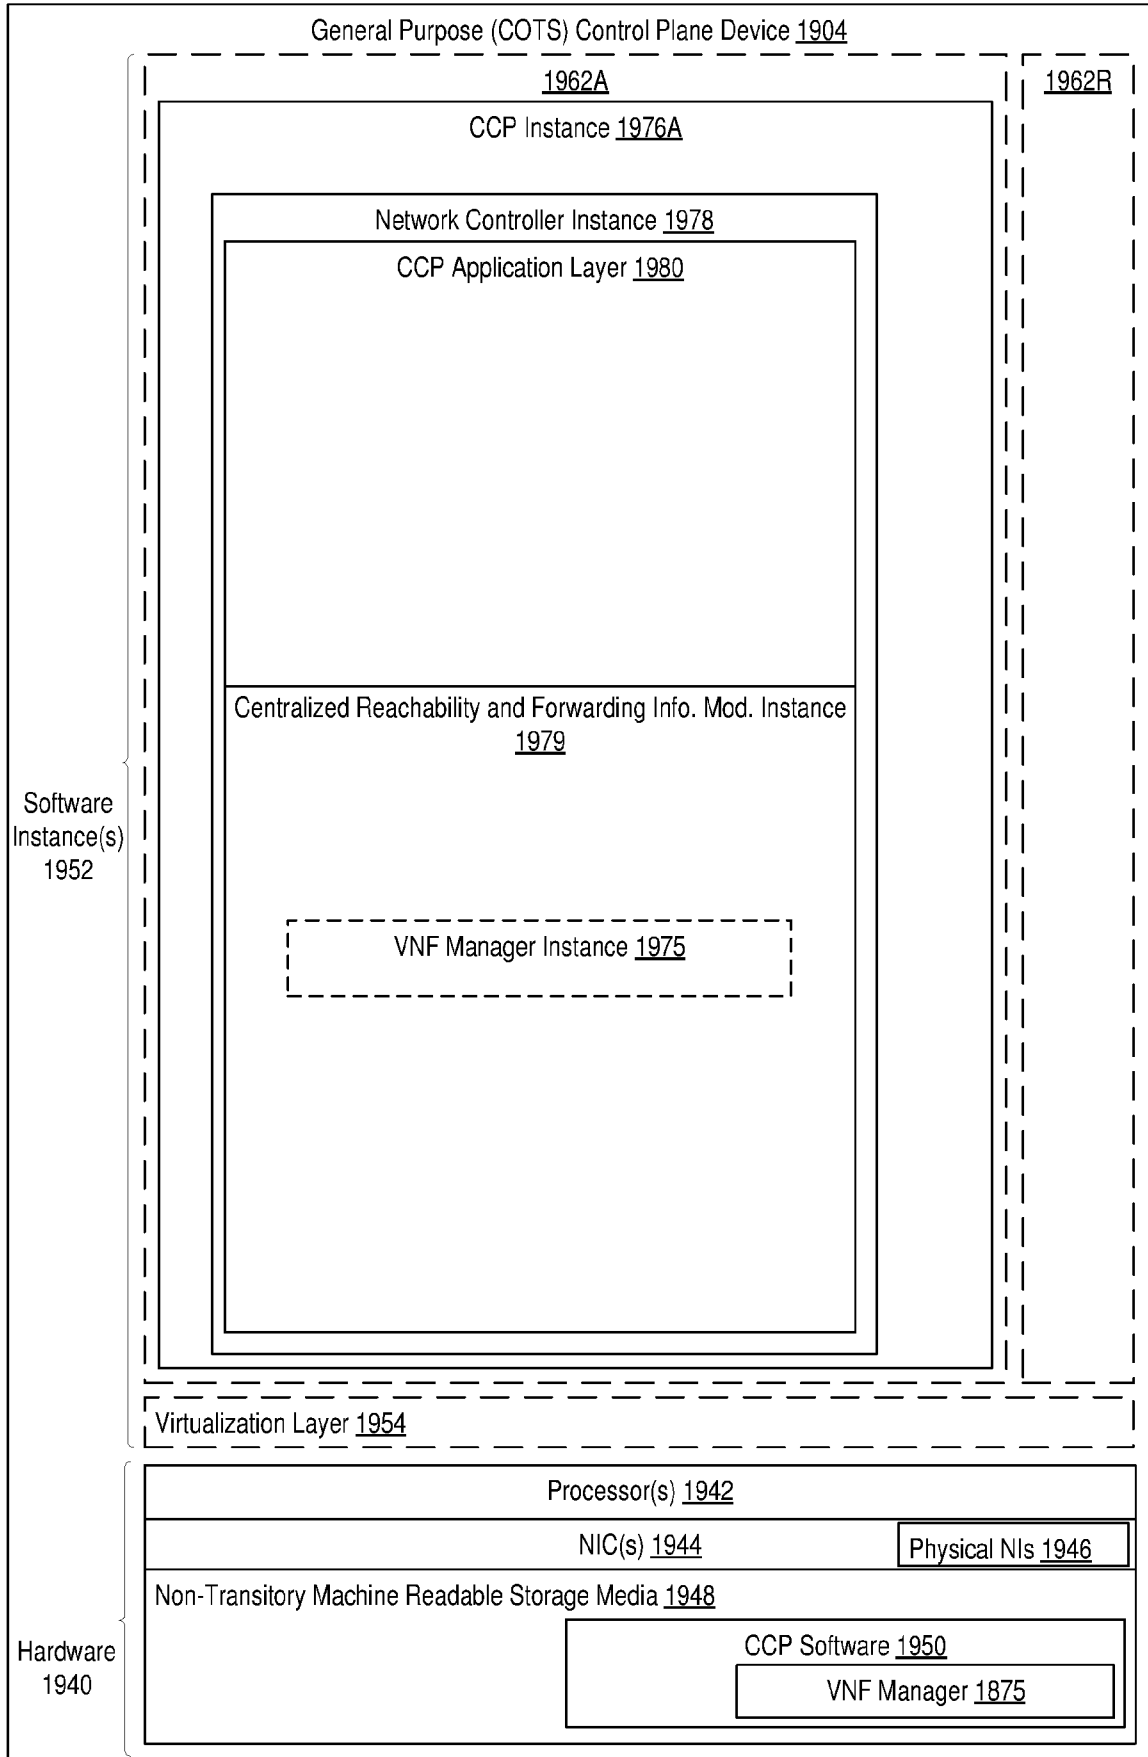 General Purpose (COTS) Control Plane Device 1904
1962A
1962R
CCP Instance 1976A
Network Controller Instance 1978
CCP Application Layer 1980
Centralized Reachability and Forwarding Info. Mod. Instance
1979
Software
Instance(s)
1952
VNF Manager Instance 1975
Virtualization Layer 1954
Processor(s) 1942
NIC(s) 1944
Physical NIs 1946
Non-Transitory Machine Readable Storage Media 1948
Hardware
1940
CCP Software 1950
VNF Manager 1875